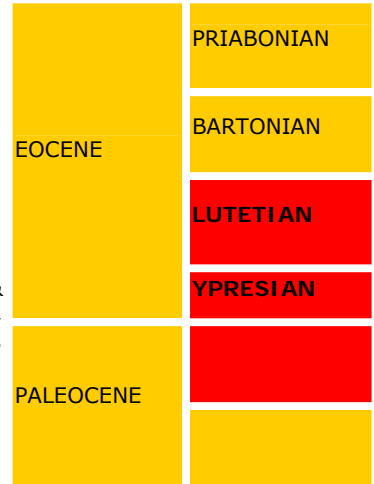 PRIABONIAN
BARTONIAN
EOCENE
LUTETIAN
YPRESIAN
PALEOCENE